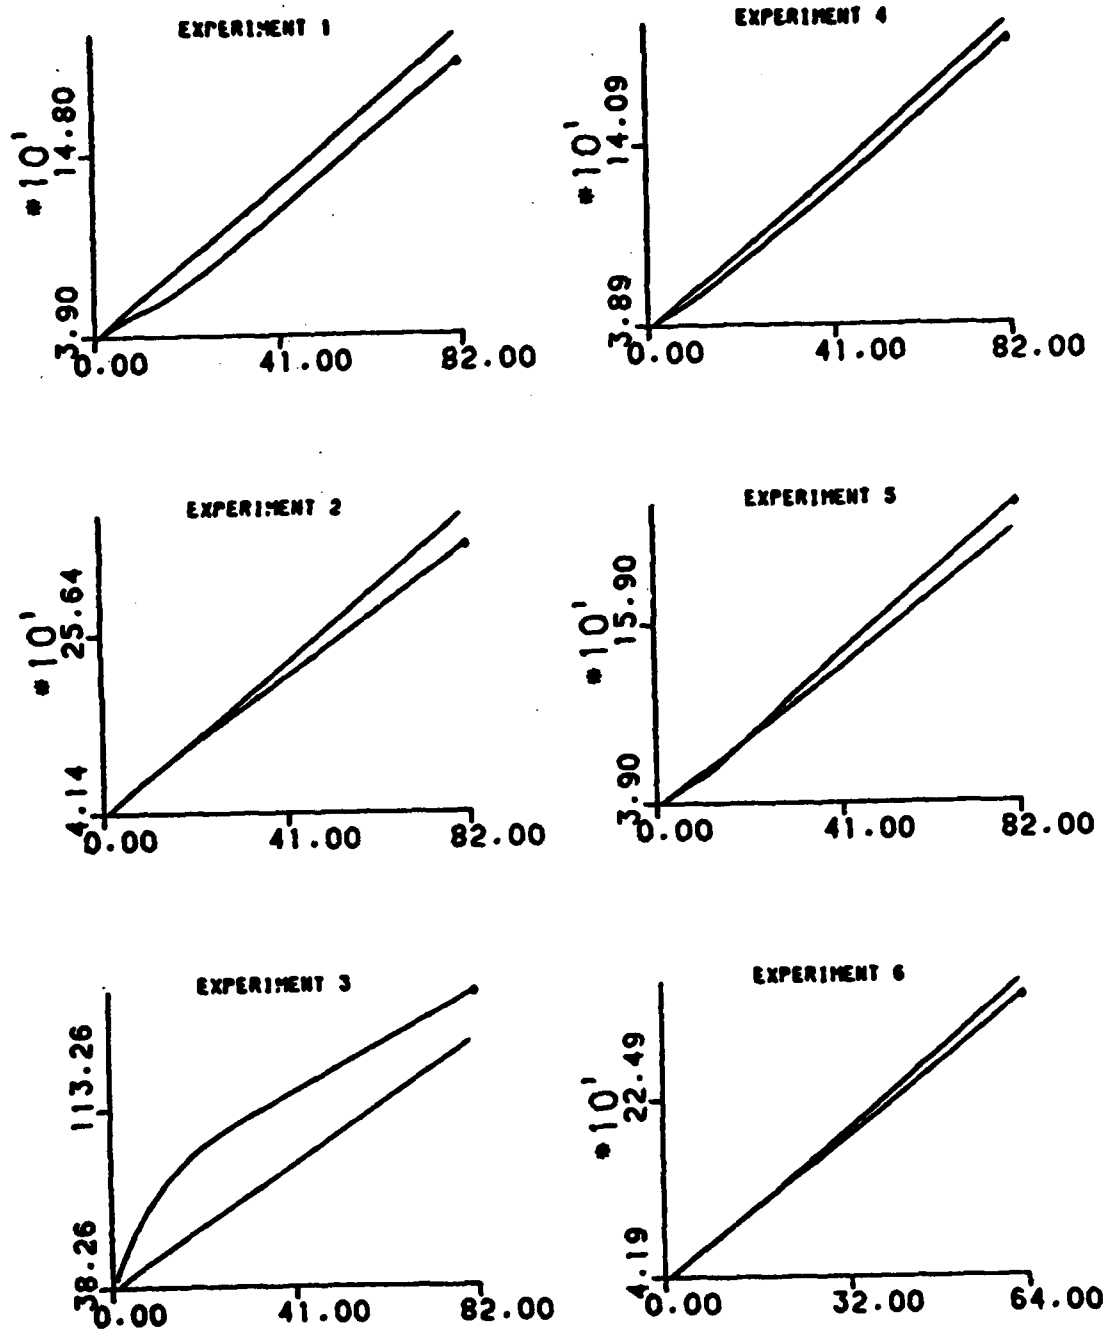 EXPERIMENT 1
*10¹
14.80
3.90
0.00 41.00 82.00
EXPERIMENT 4
*10¹
14.09
3.89
0.00 41.00 82.00
EXPERIMENT 2
*10¹
25.64
4.14
0.00 41.00 82.00
EXPERIMENT 5
*10¹
15.90
3.90
0.00 41.00 82.00
EXPERIMENT 3
113.26
38.26
0.00 41.00 82.00
EXPERIMENT 6
*10¹
22.49
4.19
0.00 32.00 64.00